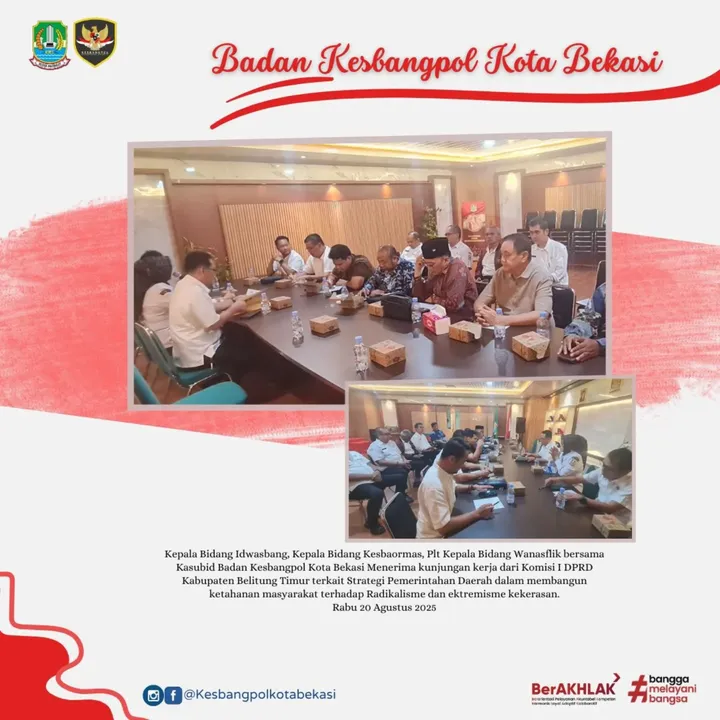 Badan Kesbangpol Kota Bekasi
Kepala Bidang Idwasbang, Kepala Bidang Kesbaormas, Plt Kepala Bidang Wanasflik bersama
Kasubid Badan Kesbangpol Kota Bekasi Menerima kunjungan kerja dari Komisi I DPRD
Kabupaten Belitung Timur terkait Strategi Pemerintahan Daerah dalam membangun
ketahanan masyarakat terhadap Radikalisme dan ektremisme kekerasan.
Rabu 20 Agustus 2025
@Kesbangpolkotabekasi
BerAKHLAK
#bangga
melayani
bangsa